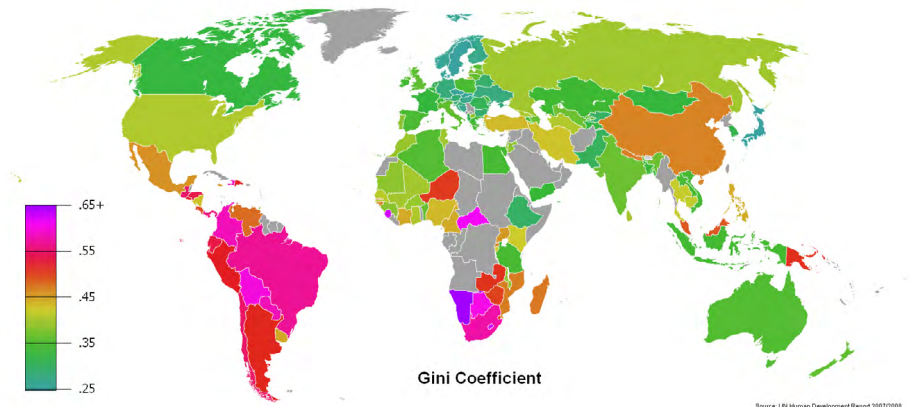 .65+
.55
.45
.35
.25
Gini Coefficient
Source: UN Human Development Report 2007/2008